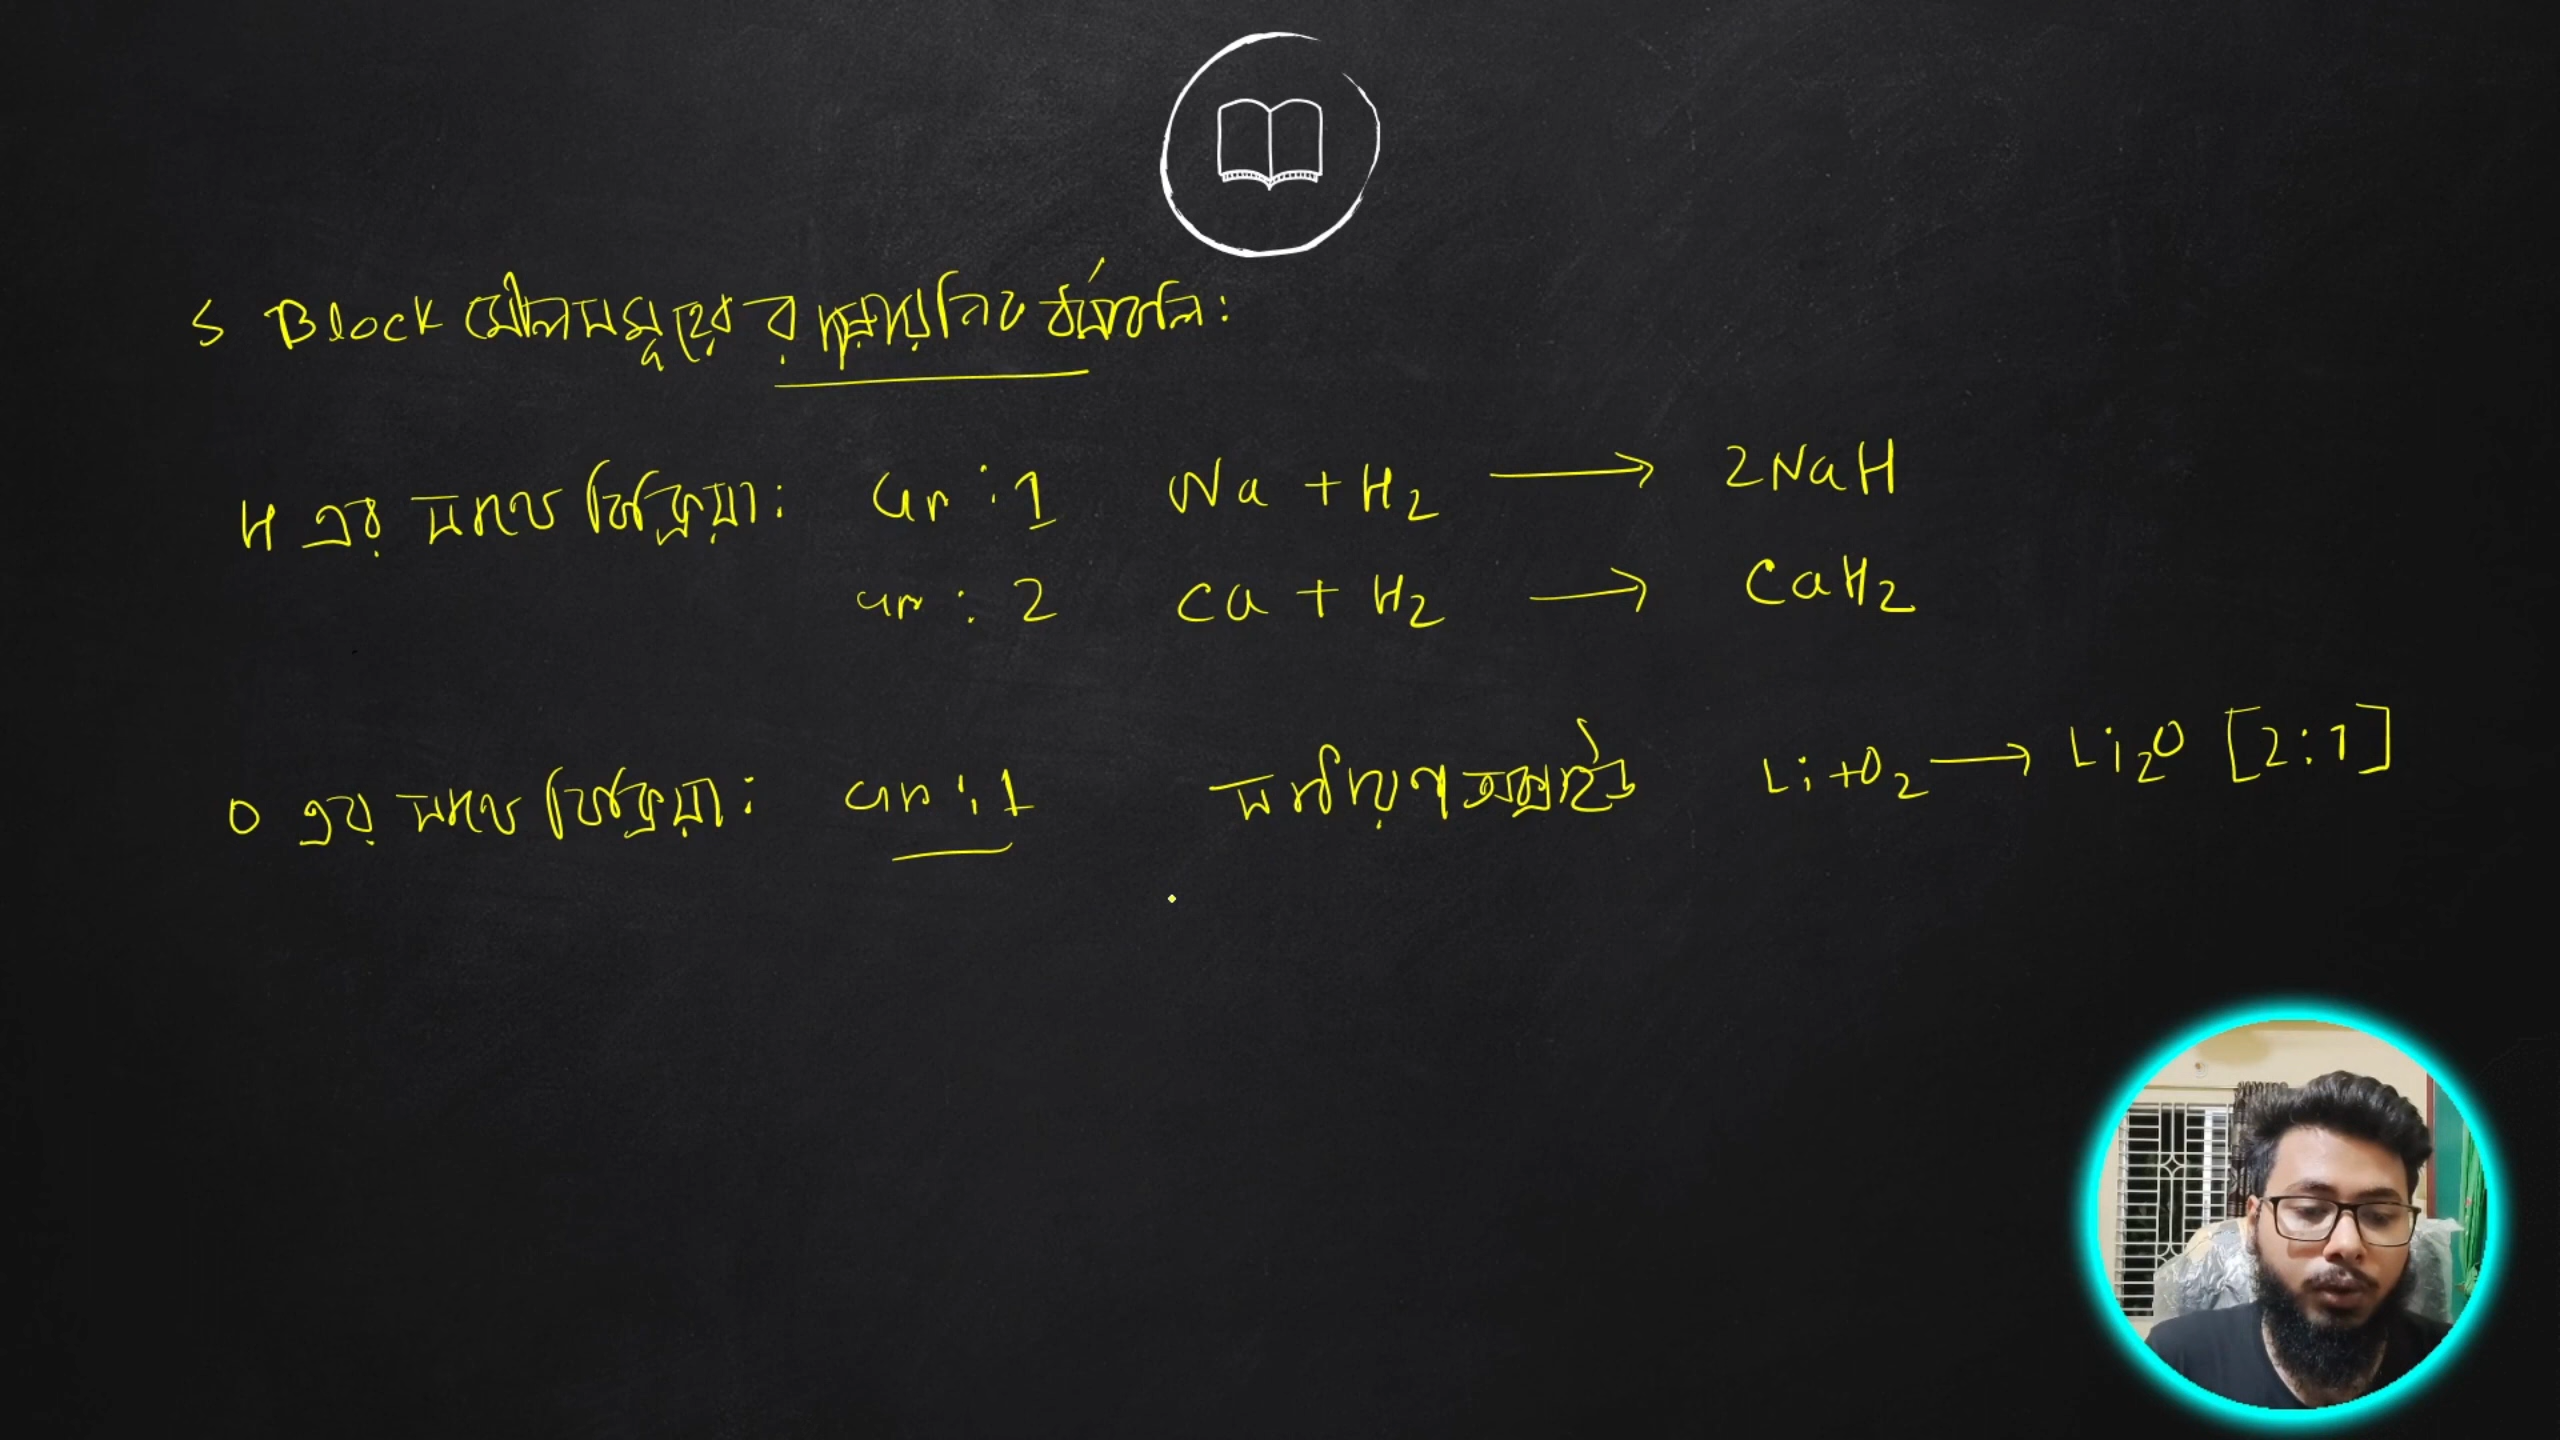 S Block মৌল সমূহের রাসায়নিক ধর্মাবলি:
H এর সাথে বিক্রিয়া: Gr : 1 Na + H2 ⟶ 2NaH
Gr : 2 Ca + H2 ⟶ CaH2
O এর সাথে বিক্রিয়া: Gr : 1 Li + O2 ⟶ Li2O [2:1]